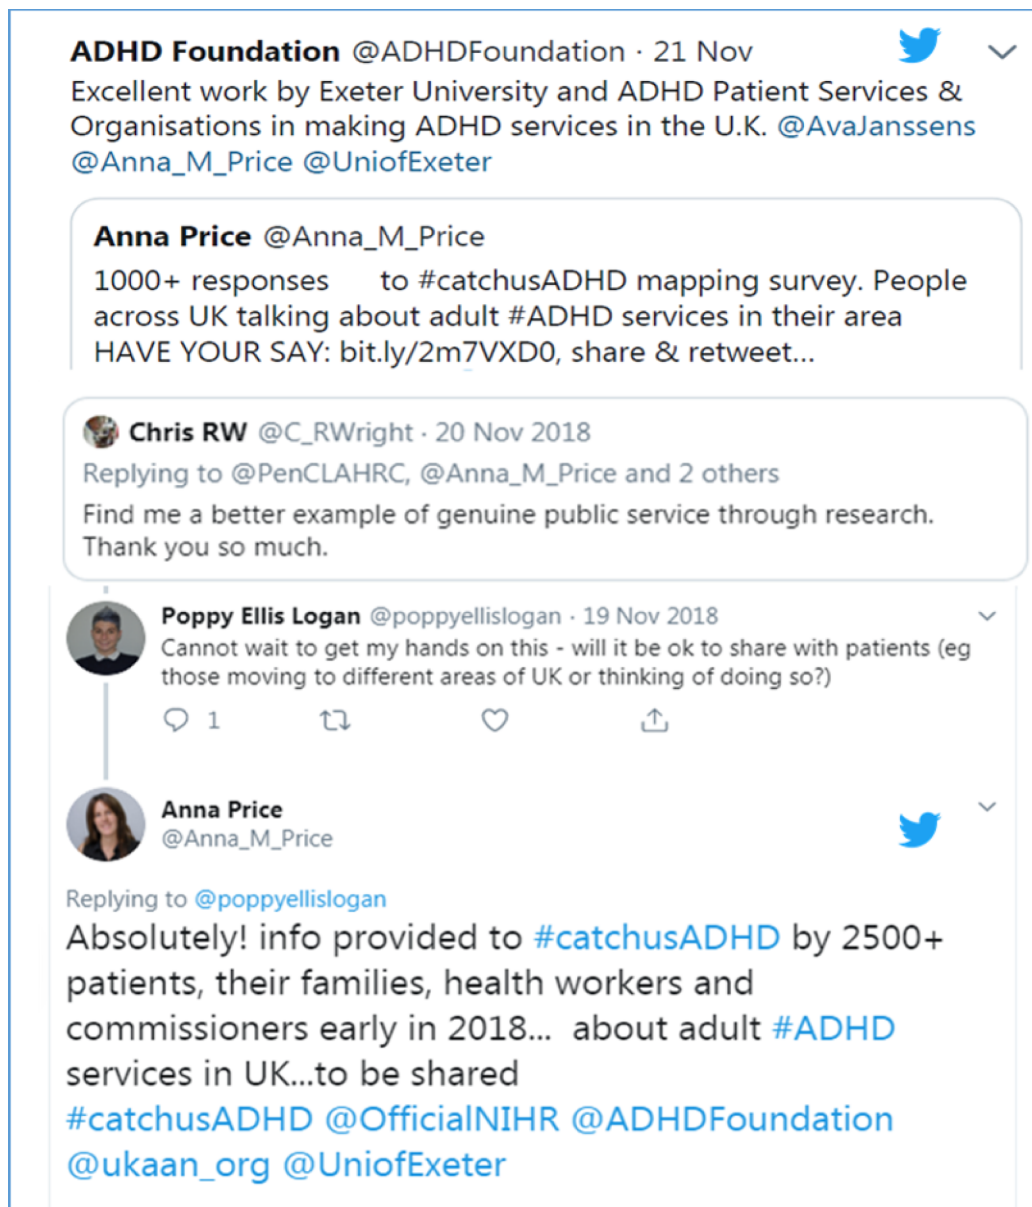 ADHD Foundation @ADHDFoundation · 21 Nov
Excellent work by Exeter University and ADHD Patient Services &
Organisations in making ADHD services in the U.K. @AvaJanssens
@Anna_M_Price @UniofExeter
Anna Price @Anna_M_Price
1000+ responses to #catchusADHD mapping survey. People
across UK talking about adult #ADHD services in their area
HAVE YOUR SAY: bit.ly/2m7VXD0, share & retweet...
Chris RW @C_RWright · 20 Nov 2018
Replying to @PenCLAHRC, @Anna_M_Price and 2 others
Find me a better example of genuine public service through research.
Thank you so much.
Poppy Ellis Logan @poppyellislogan · 19 Nov 2018
Cannot wait to get my hands on this - will it be ok to share with patients (eg
those moving to different areas of UK or thinking of doing so?)
1
Anna Price
@Anna_M_Price
Replying to @poppyellislogan
Absolutely! info provided to #catchusADHD by 2500+
patients, their families, health workers and
commissioners early in 2018... about adult #ADHD
services in UK...to be shared
#catchusADHD @OfficialNIHR @ADHDFoundation
@ukaan_org @UniofExeter